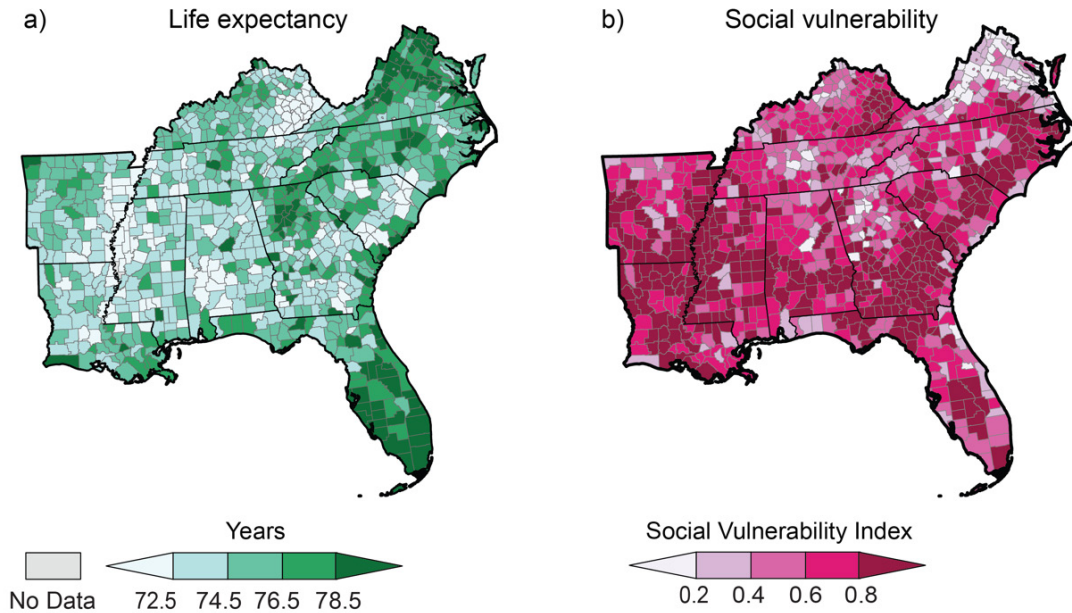 a) Life expectancy
b) Social vulnerability
Years
No Data
72.5 74.5 76.5 78.5
Social Vulnerability Index
0.2 0.4 0.6 0.8